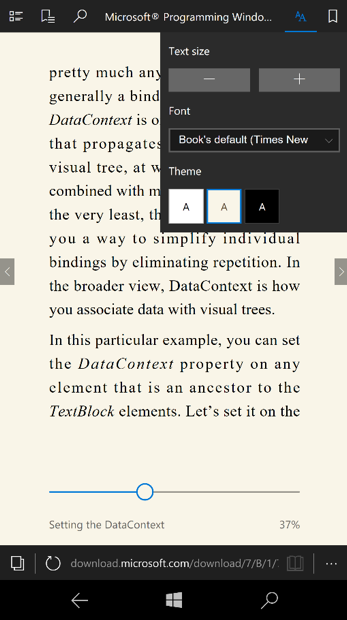 Microsoft® Programming Windo...
AA
Text size
Font
Book's default (Times New
Theme
A A A
pretty much any
generally a bind
DataContext is o
that propagates
visual tree, at w
combined with m
the very least, th
you a way to simplify individual
bindings by eliminating repetition. In
the broader view, DataContext is how
you associate data with visual trees.
In this particular example, you can set
the DataContext property on any
element that is an ancestor to the
TextBlock elements. Let's set it on the
Setting the DataContext 37%
download.microsoft.com/download/7/8/1/